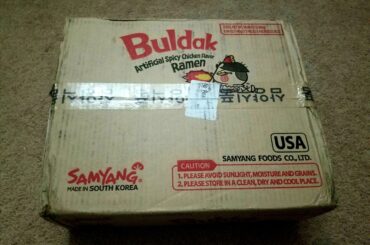 Buldak
Artificial Spicy Chicken Flavor
Ramen
USA
SAMYANG FOODS CO., LTD.
SAMYANG
MADE IN SOUTH KOREA
CAUTION
1. PLEASE AVOID SUNLIGHT, MOISTURE AND GRAINS.
2. PLEASE STORE IN A CLEAN, DRY AND COOL PLACE.